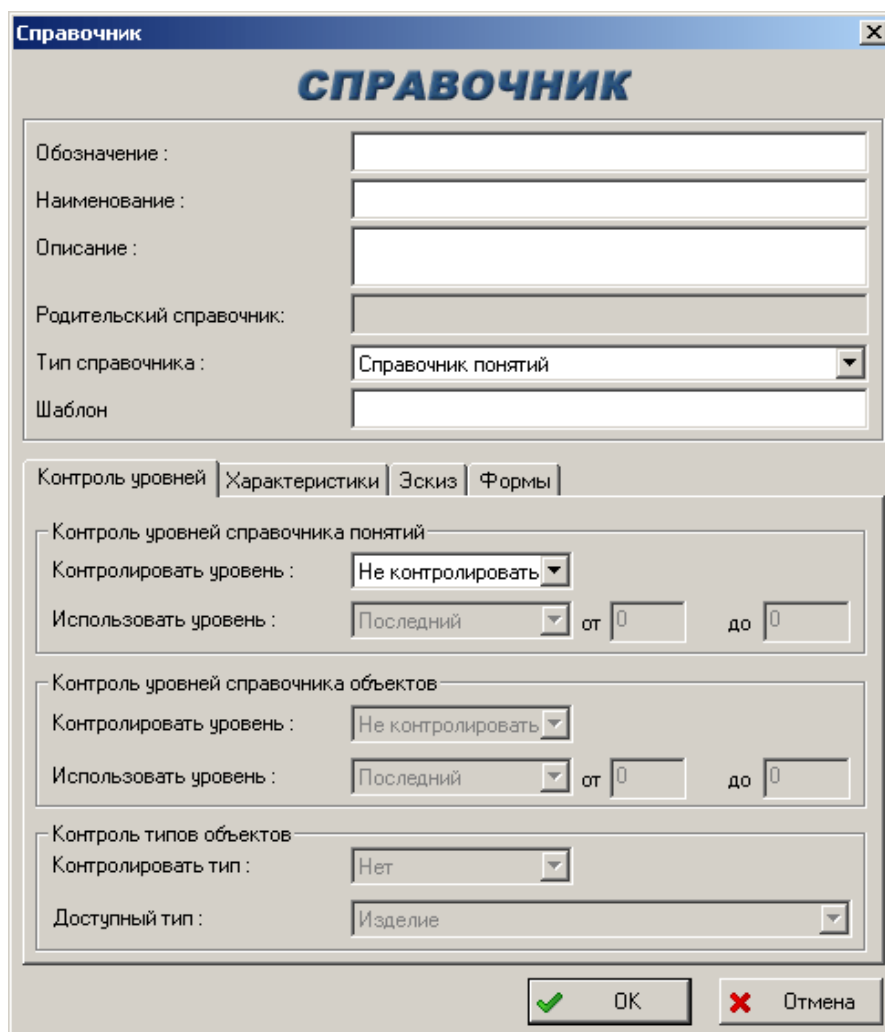 Справочник
СПРАВОЧНИК
Обозначение :
Наименование :
Описание :
Родительский справочник:
Тип справочника : Справочник понятий
Шаблон
Контроль уровней Характеристики Эскиз Формы
Контроль уровней справочника понятий
Контролировать уровень : Не контролировать
Использовать уровень : Последний от 0 до 0
Контроль уровней справочника объектов
Контролировать уровень : Не контролировать
Использовать уровень : Последний от 0 до 0
Контроль типов объектов
Контролировать тип : Нет
Доступный тип : Изделие
OK Отмена